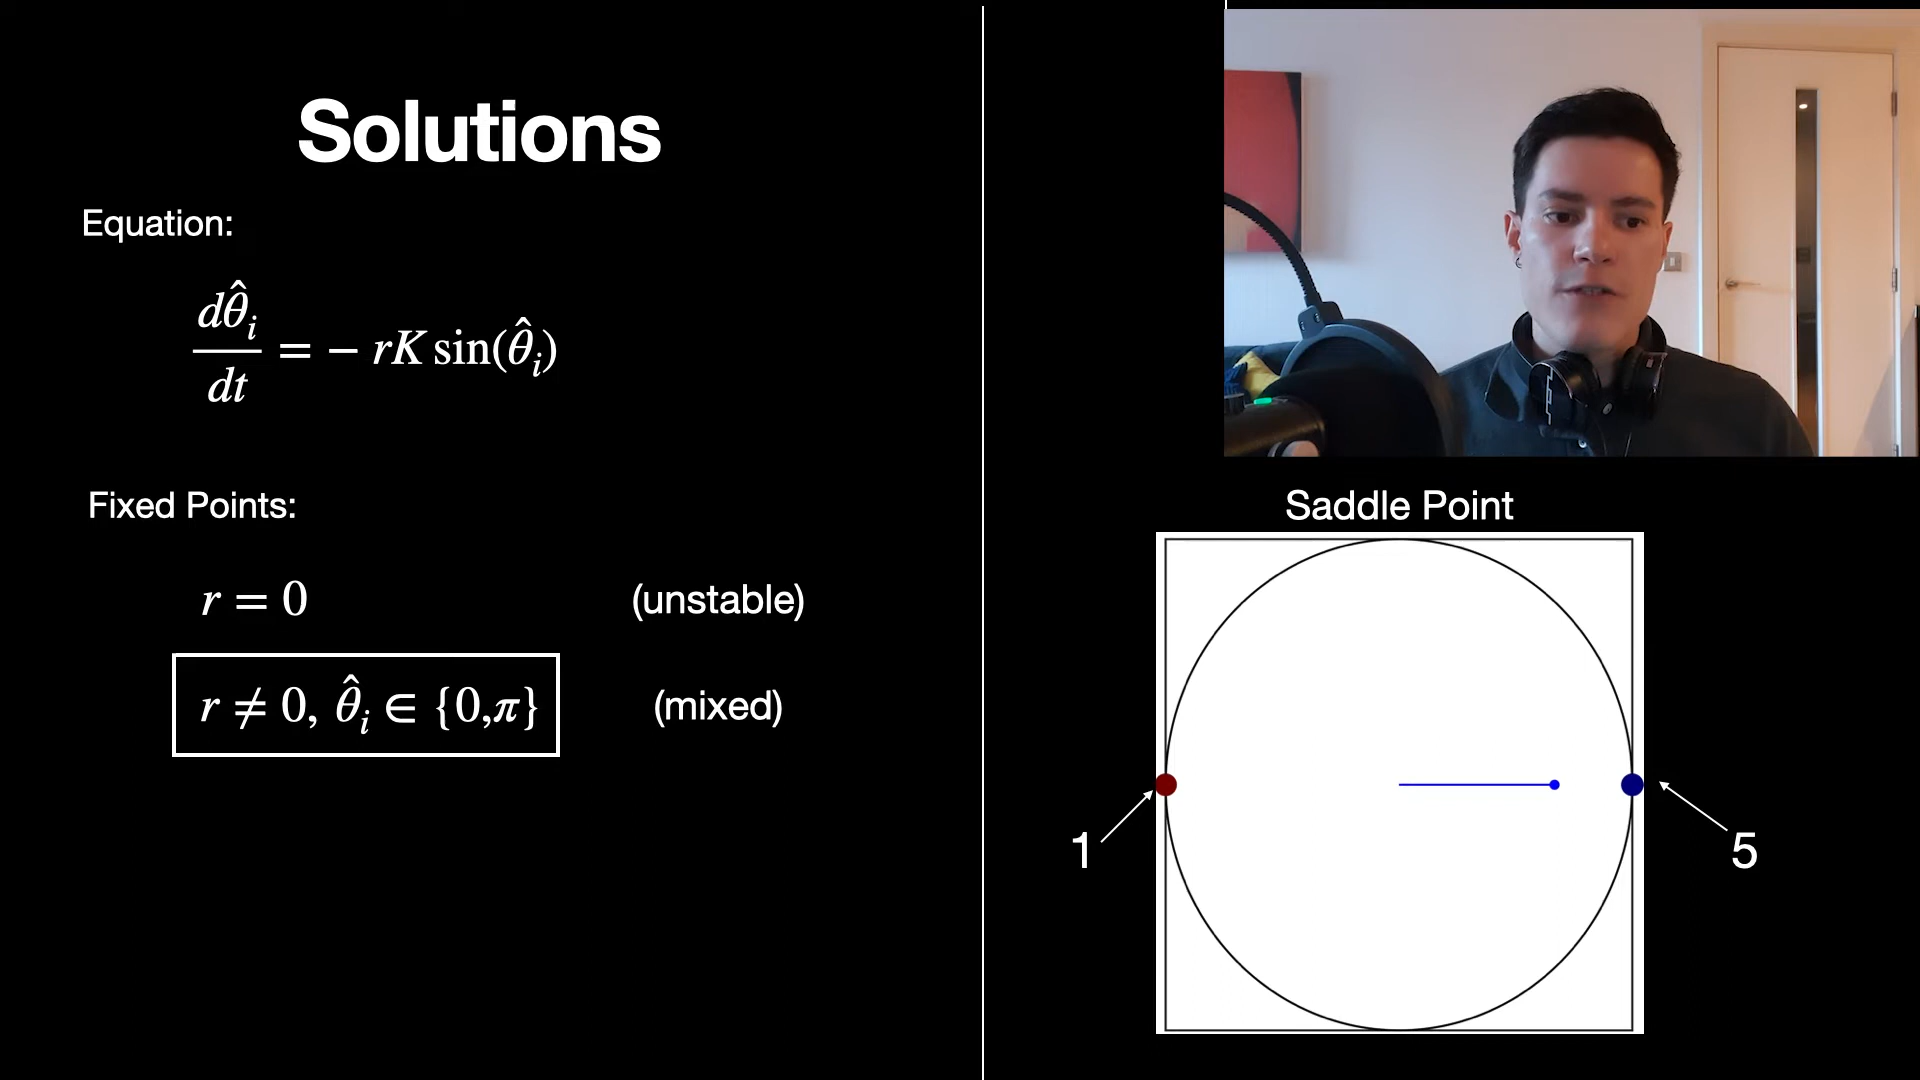 Solutions
Equation:
dθ̂ᵢ/dt = − rK sin(θ̂ᵢ)
Fixed Points:
r = 0 (unstable)
r ≠ 0, θ̂ᵢ ∈ {0,π} (mixed)
Saddle Point
1
5